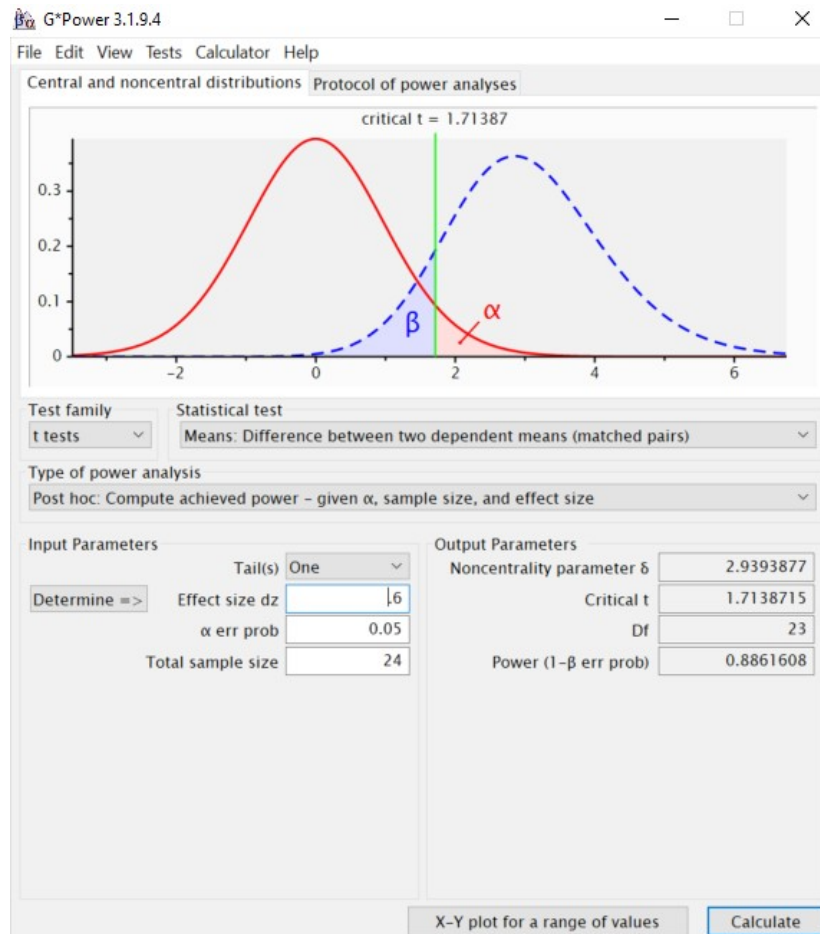 G*Power 3.1.9.4
File Edit View Tests Calculator Help
Central and noncentral distributions Protocol of power analyses
critical t = 1.71387
0.3
0.2
0.1
0
β
α
-2 0 2 4 6
Test family Statistical test
t tests Means: Difference between two dependent means (matched pairs)
Type of power analysis
Post hoc: Compute achieved power – given α, sample size, and effect size
Input Parameters Output Parameters
Tail(s) One Noncentrality parameter δ 2.9393877
Determine => Effect size dz .6 Critical t 1.7138715
α err prob 0.05 Df 23
Total sample size 24 Power (1-β err prob) 0.8861608
X-Y plot for a range of values Calculate